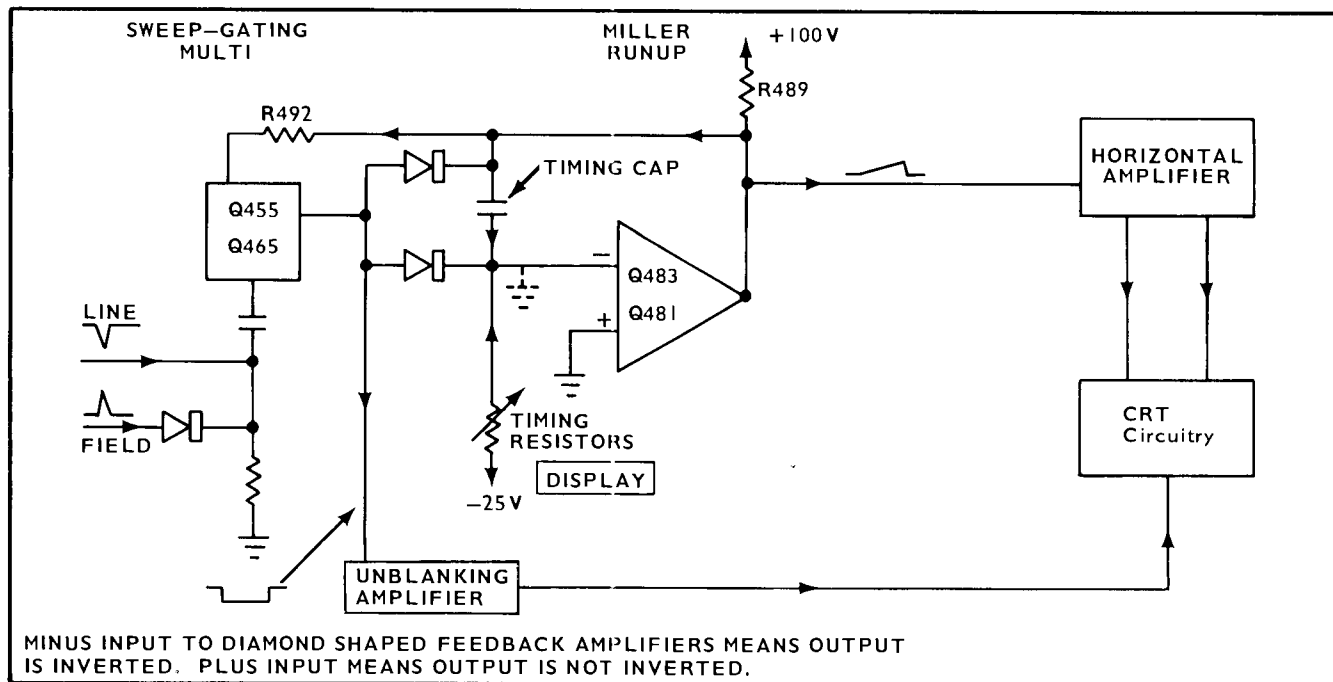 SWEEP–GATING
MULTI
MILLER
RUNUP
+100V
R489
R492
TIMING CAP
HORIZONTAL
AMPLIFIER
Q455
Q465
–
Q483
Q481
+
LINE
FIELD
TIMING
RESISTORS
DISPLAY
–25V
CRT
Circuitry
UNBLANKING
AMPLIFIER
MINUS INPUT TO DIAMOND SHAPED FEEDBACK AMPLIFIERS MEANS OUTPUT
IS INVERTED. PLUS INPUT MEANS OUTPUT IS NOT INVERTED.